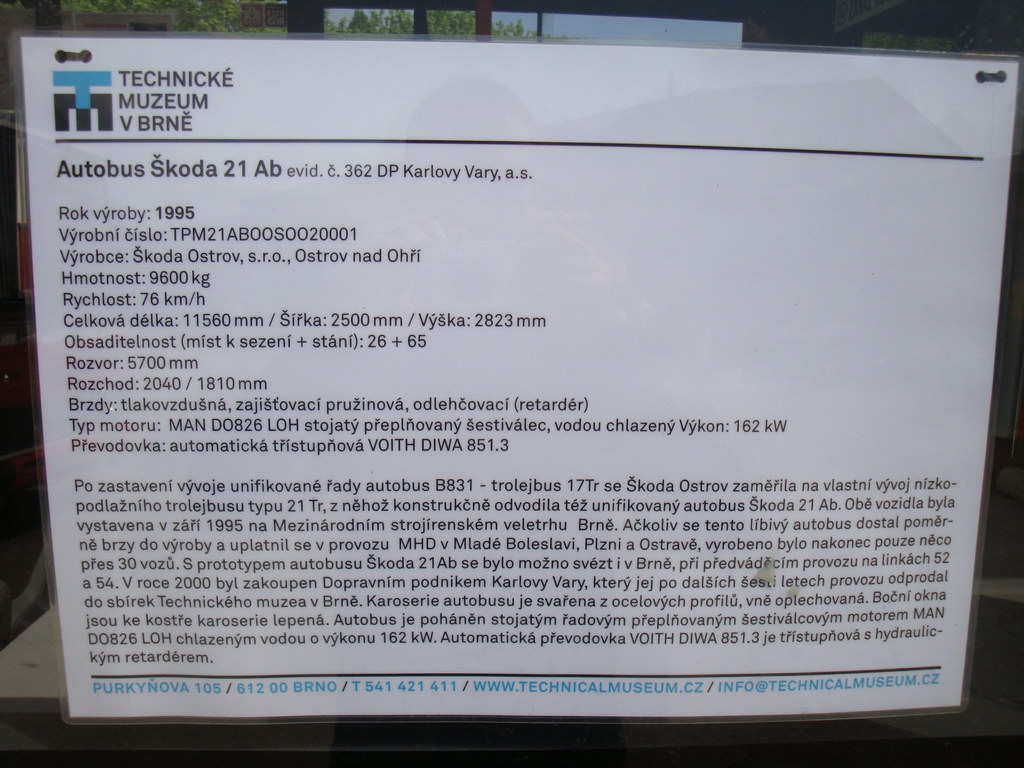 TECHNICKÉ
MUZEUM
V BRNĚ
Autobus Škoda 21 Ab evid. č. 362 DP Karlovy Vary, a.s.
Rok výroby: 1995
Výrobní číslo: TPM21ABOOSOO20001
Výrobce: Škoda Ostrov, s.r.o., Ostrov nad Ohří
Hmotnost: 9600 kg
Rychlost: 76 km/h
Celková délka: 11560 mm / Šířka: 2500 mm / Výška: 2823 mm
Obsaditelnost (míst k sezení + stání): 26 + 65
Rozvor: 5700 mm
Rozchod: 2040 / 1810 mm
Brzdy: tlakovzdušná, zajišťovací pružinová, odlehčovací (retardér)
Typ motoru: MAN DO826 LOH stojatý přeplňovaný šestiválec, vodou chlazený Výkon: 162 kW
Převodovka: automatická třístupňová VOITH DIWA 851.3
Po zastavení vývoje unifikované řady autobus B831 - trolejbus 17Tr se Škoda Ostrov zaměřila na vlastní vývoj nízko-
podlažního trolejbusu typu 21 Tr, z něhož konstrukčně odvodila též unifikovaný autobus Škoda 21 Ab. Obě vozidla byla
vystavena v září 1995 na Mezinárodním strojírenském veletrhu Brně. Ačkoliv se tento líbivý autobus dostal poměr-
ně brzy do výroby a uplatnil se v provozu MHD v Mladé Boleslavi, Plzni a Ostravě, vyrobeno bylo nakonec pouze něco
přes 30 vozů. S prototypem autobusu Škoda 21Ab se bylo možno svézt i v Brně, při předváděcím provozu na linkách 52
a 54. V roce 2000 byl zakoupen Dopravním podnikem Karlovy Vary, který jej po dalších šesti letech provozu odprodal
do sbírek Technického muzea v Brně. Karoserie autobusu je svařena z ocelových profilů, vně oplechovaná. Boční okna
jsou ke kostře karoserie lepená. Autobus je poháněn stojatým řadovým přeplňovaným šestiválcovým motorem MAN
DO826 LOH chlazeným vodou o výkonu 162 kW. Automatická převodovka VOITH DIWA 851.3 je třístupňová s hydraulic-
kým retardérem.
PURKYŇOVA 105 / 612 00 BRNO / T 541 421 411 / WWW.TECHNICALMUSEUM.CZ / INFO@TECHNICALMUSEUM.CZ